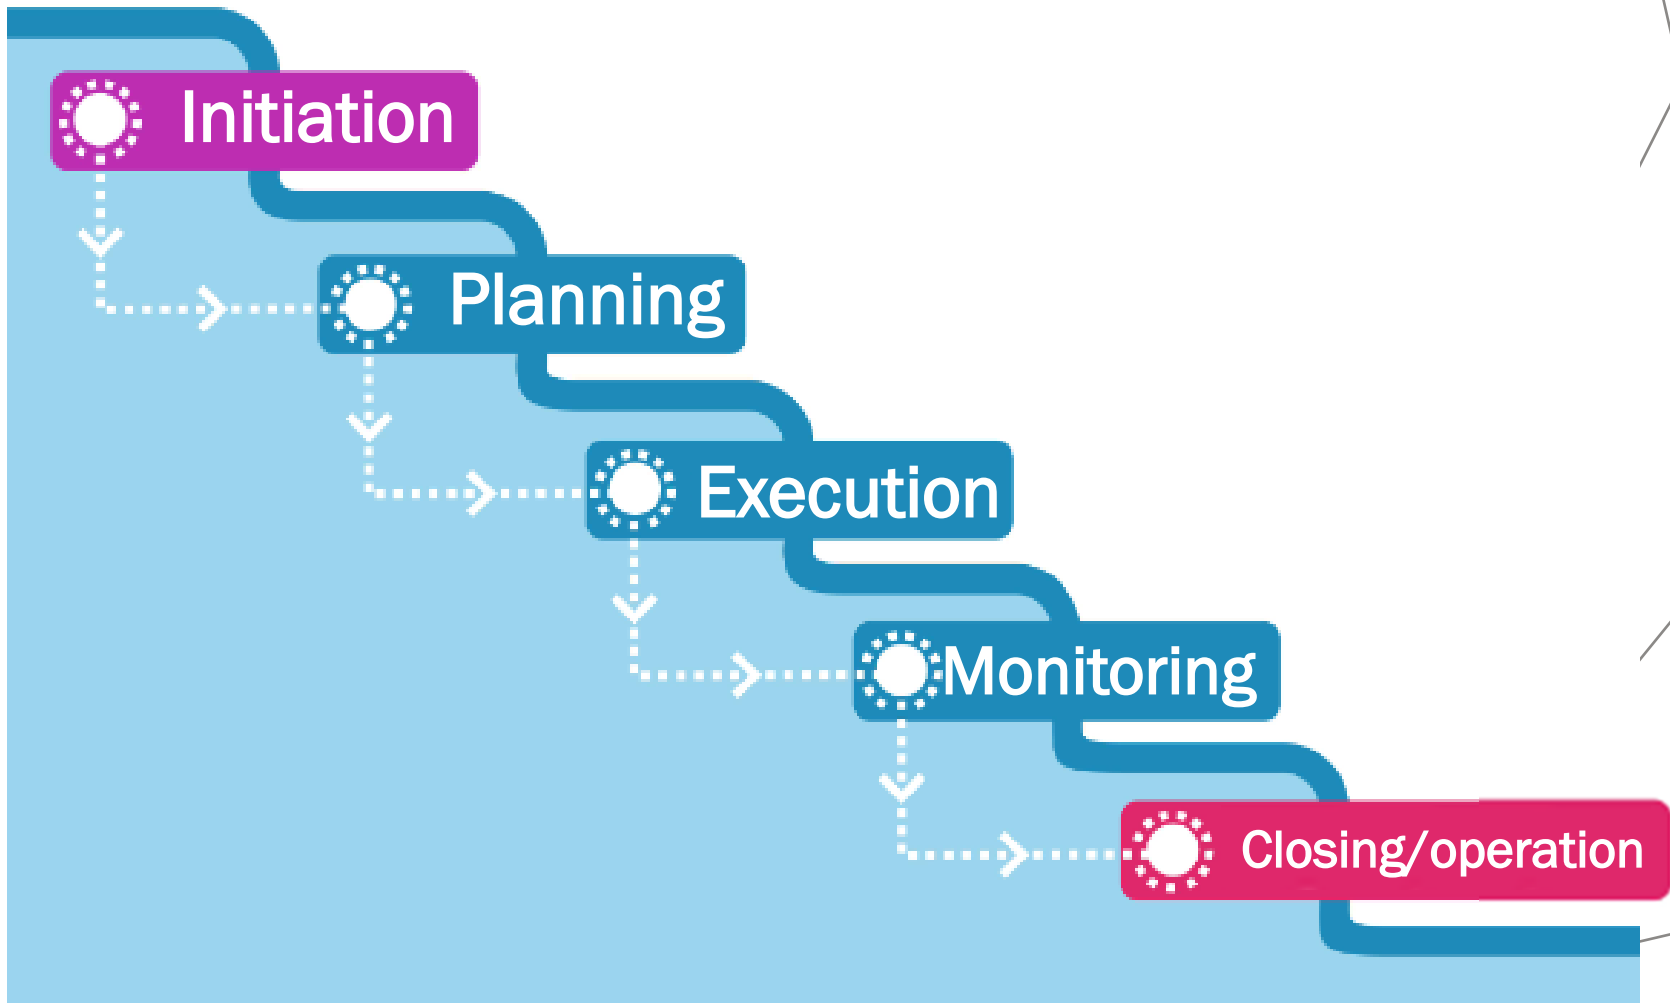 Initiation
Planning
Execution
Monitoring
Closing/operation